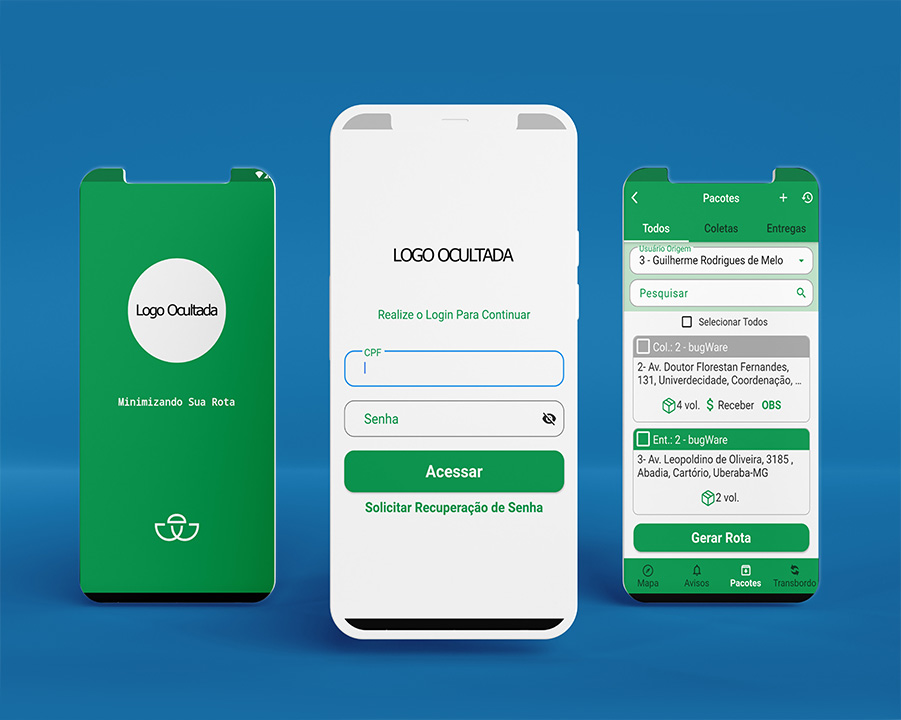 Logo Ocultada
Minimizando Sua Rota
LOGO OCULTADA
Realize o Login Para Continuar
CPF
Senha
Acessar
Solicitar Recuperação de Senha
Pacotes
Todos Coletas Entregas
Usuário Origem
3 - Guilherme Rodrigues de Melo
Pesquisar
Selecionar Todos
Col.: 2 - bugWare
2- Av. Doutor Florestan Fernandes,
131, Univerdecidade, Coordenação, ...
4 vol. $ Receber OBS
Ent.: 2 - bugWare
3- Av. Leopoldino de Oliveira, 3185 ,
Abadia, Cartório, Uberaba-MG
2 vol.
Gerar Rota
Mapa Avisos Pacotes Transbordo